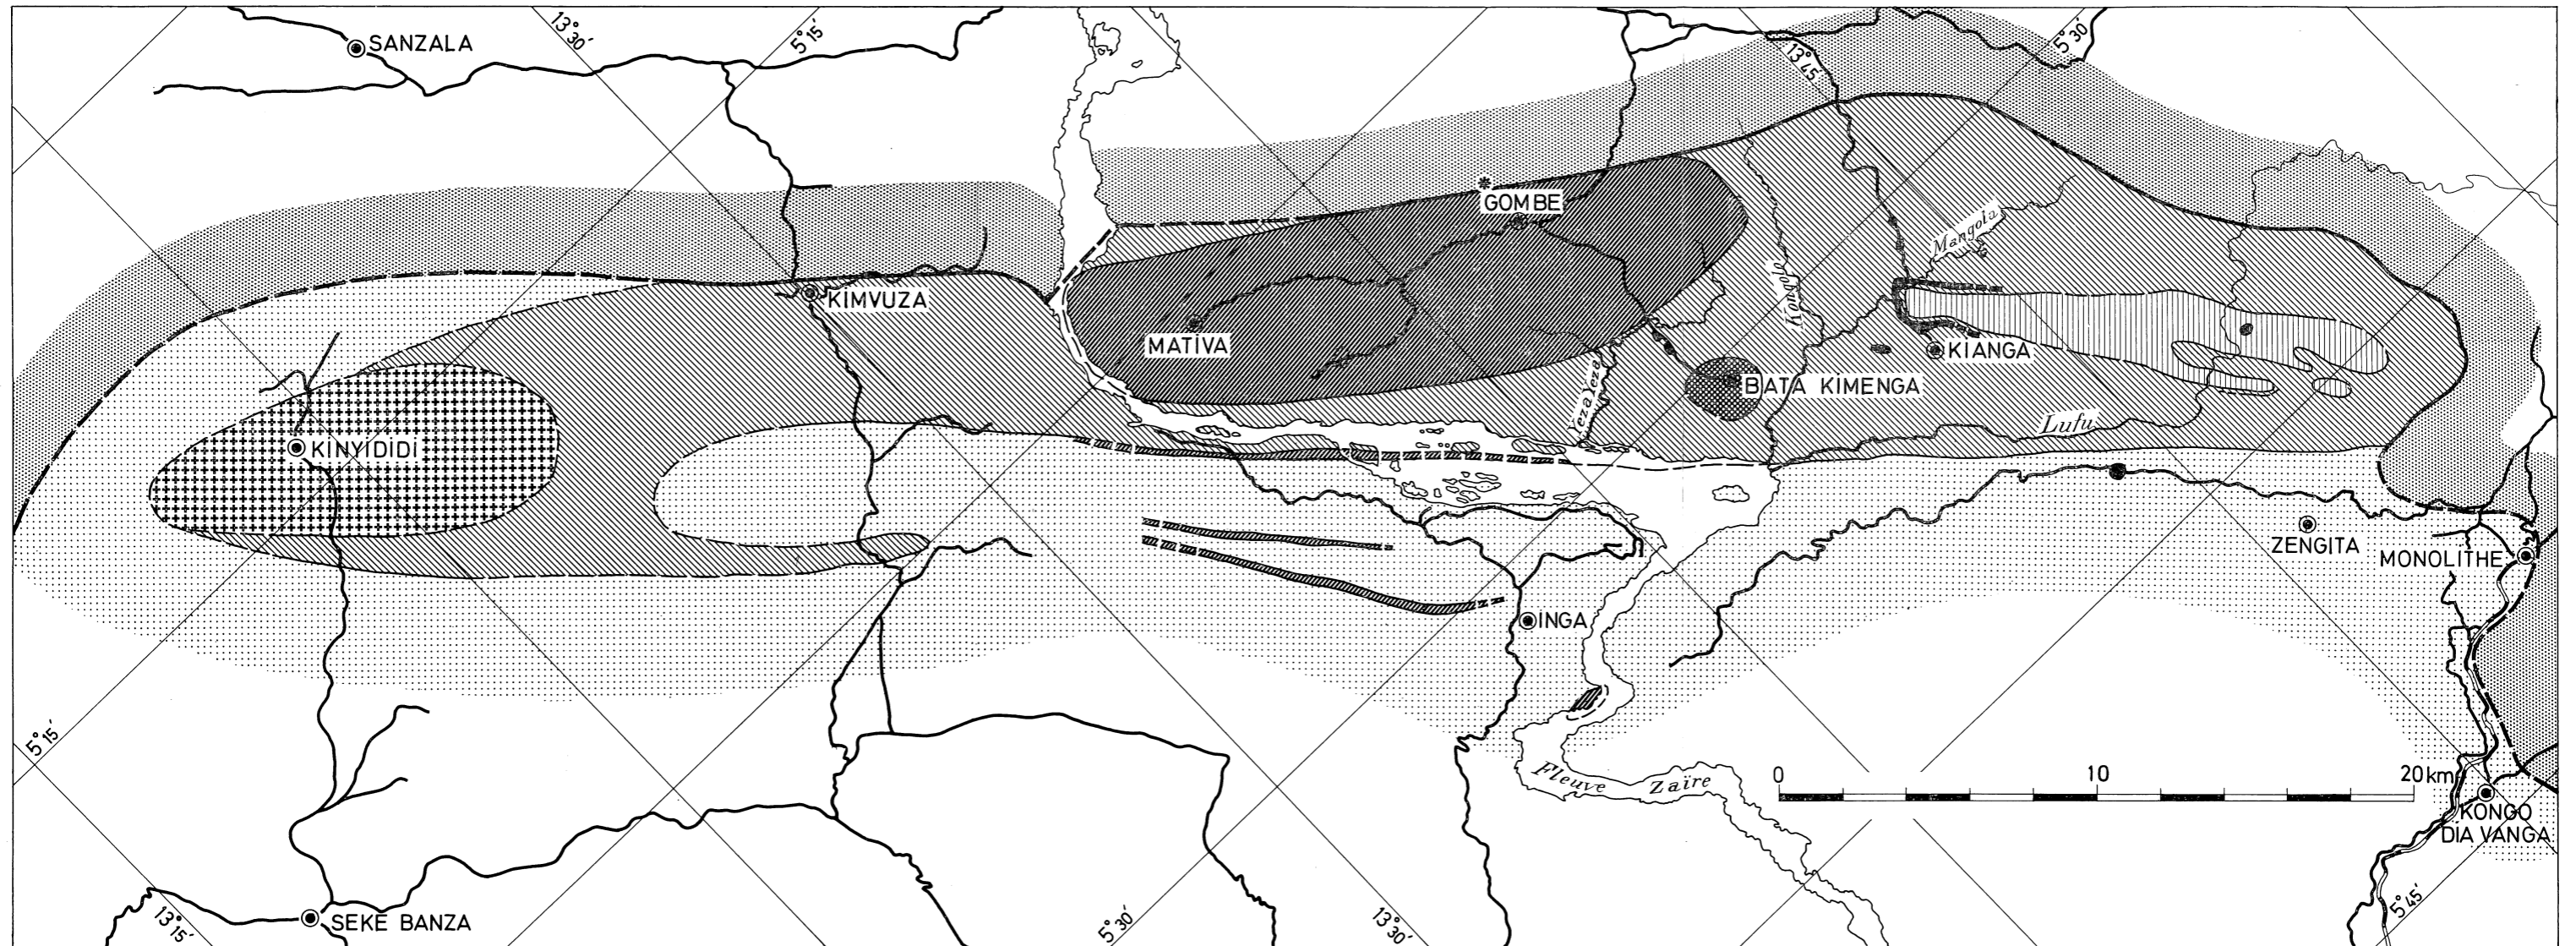 SANZALA
13° 30′
5° 15′
13° 45′
5° 30′
GOMBE
Mangola
KIMVUZA
MATIVA
KIANGA
BATA KIMENGA
Lufu
KINYIDIDI
ZENGITA
MONOLITHE
INGA
5° 15′
Fleuve Zaïre
0 10 20 km
KONGO
DIA VANGA
SEKE BANZA
13° 15′
5° 30′
13° 30′
5° 45′